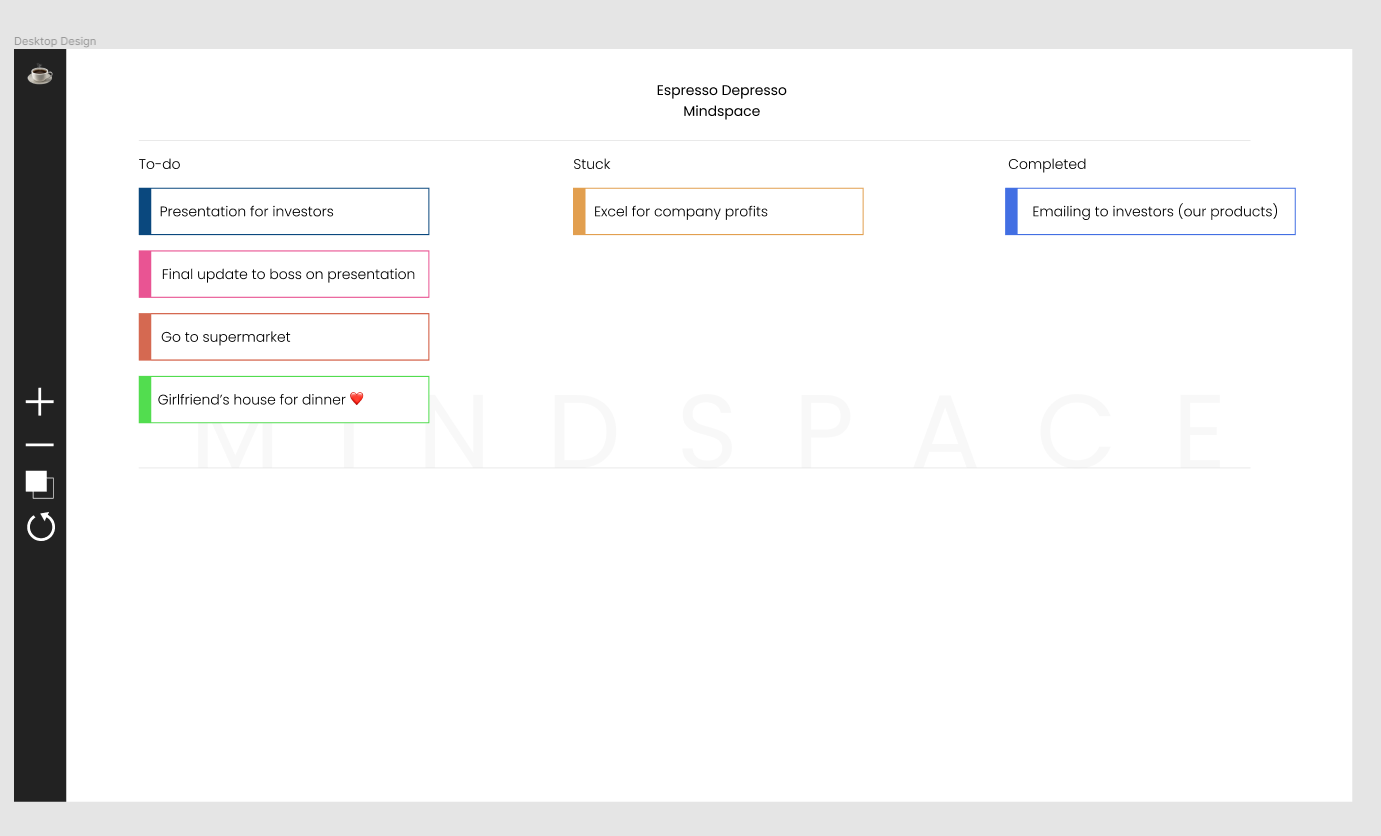 Desktop Design
Espresso Depresso
Mindspace
To-do
Stuck
Completed
Presentation for investors
Excel for company profits
Emailing to investors (our products)
Final update to boss on presentation
Go to supermarket
Girlfriend's house for dinner ❤️
MINDSPACE